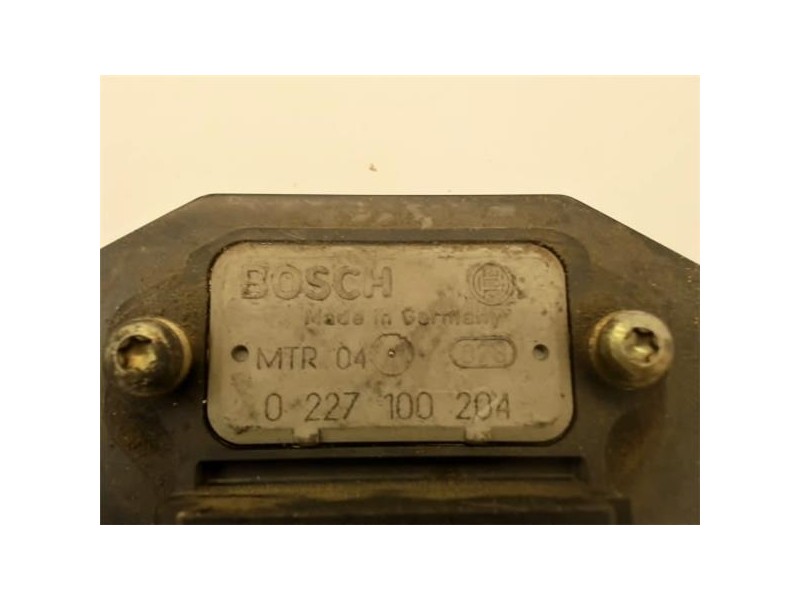 BOSCH
Made in Germany
MTR 04
0 227 100 204